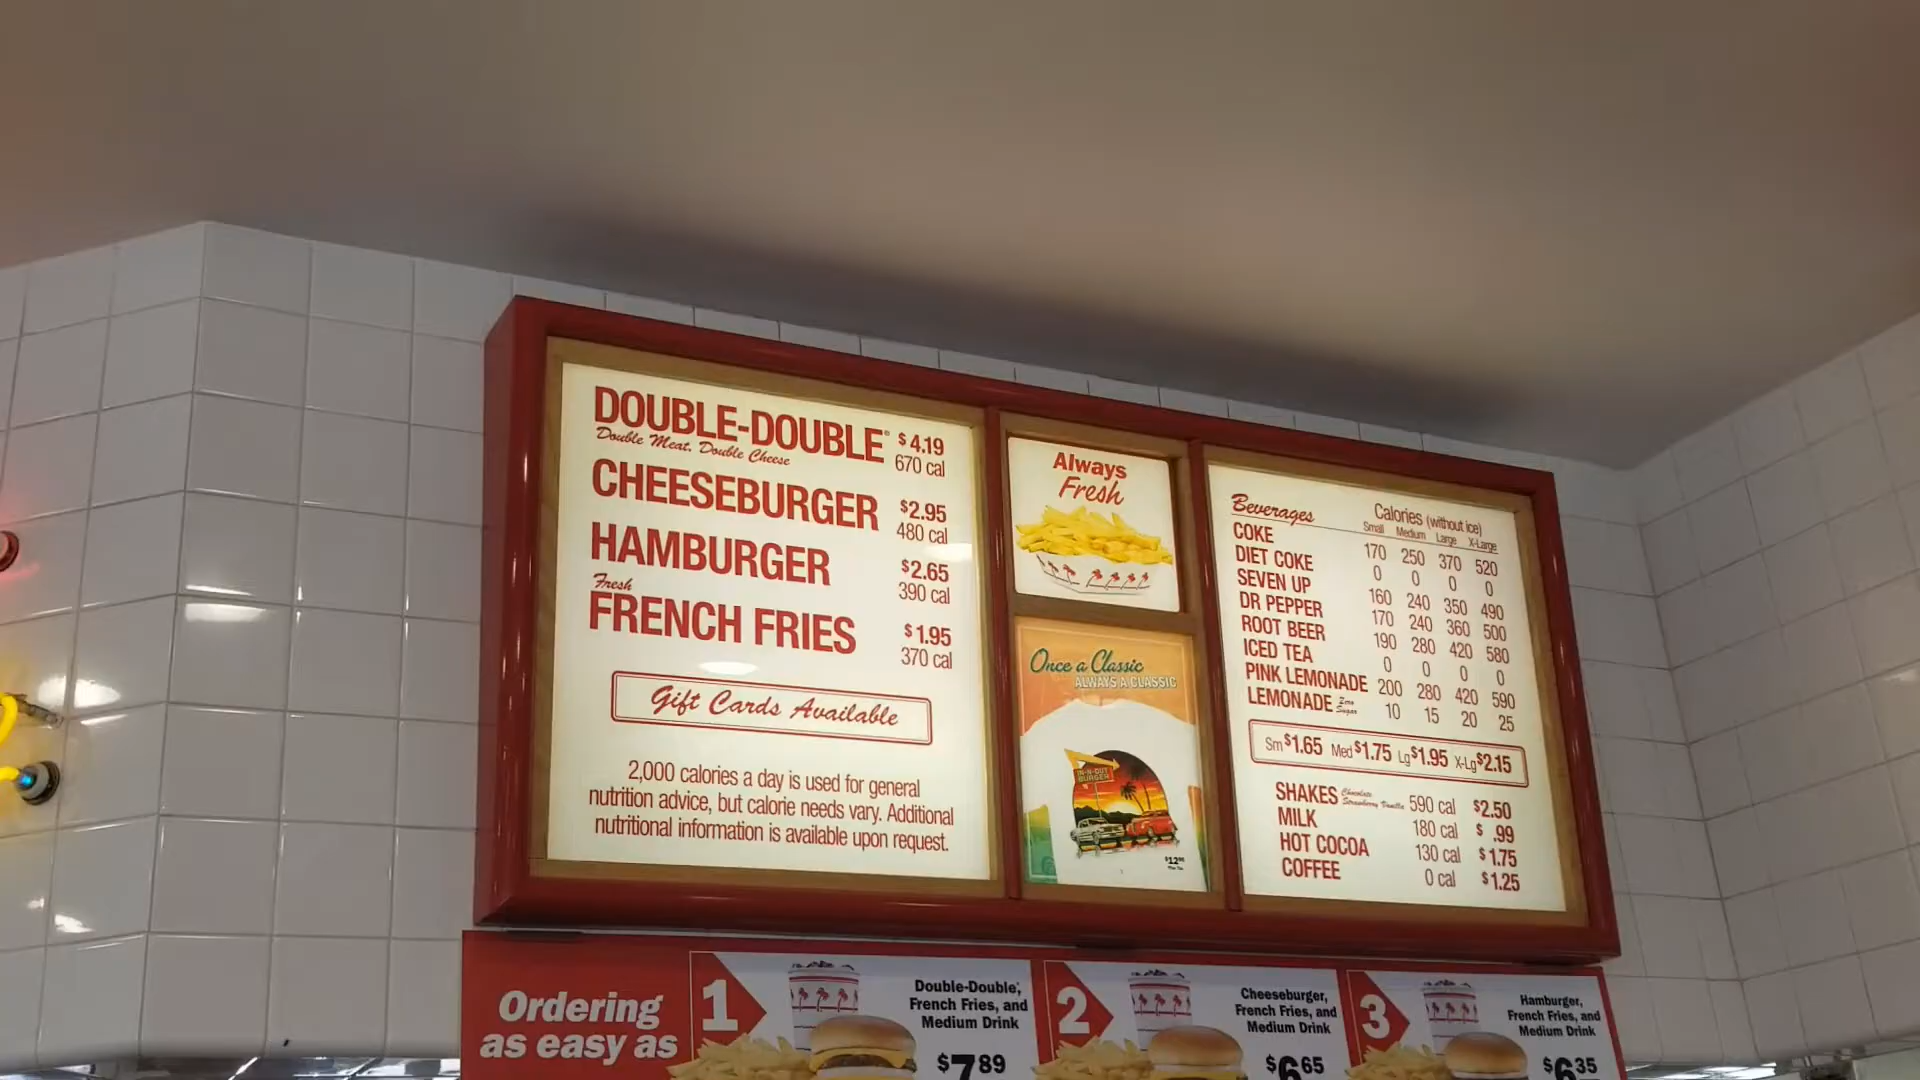 DOUBLE-DOUBLE® $4.19
Double Meat, Double Cheese 670 cal
CHEESEBURGER $2.95
480 cal
HAMBURGER $2.65
390 cal
Fresh
FRENCH FRIES $1.95
370 cal
Gift Cards Available
2,000 calories a day is used for general
nutrition advice, but calorie needs vary. Additional
nutritional information is available upon request.
Always
Fresh
Once a Classic
ALWAYS A CLASSIC
IN-N-OUT
BURGER
Beverages Calories (without ice)
Small Medium Large X-Large
COKE 170 250 370 520
DIET COKE 0 0 0 0
SEVEN UP 160 240 350 490
DR PEPPER 170 240 360 500
ROOT BEER 190 280 420 580
ICED TEA 0 0 0 0
PINK LEMONADE 200 280 420 590
LEMONADE Zero Sugar 10 15 20 25
Sm $1.65 Med $1.75 Lg $1.95 X-Lg $2.15
SHAKES Chocolate Strawberry Vanilla 590 cal $2.50
MILK 180 cal $ .99
HOT COCOA 130 cal $1.75
COFFEE 0 cal $1.25
Ordering
as easy as
1
Double-Double®,
French Fries, and
Medium Drink
$7.89
2
Cheeseburger,
French Fries, and
Medium Drink
$6.65
3
Hamburger,
French Fries, and
Medium Drink
$6.35